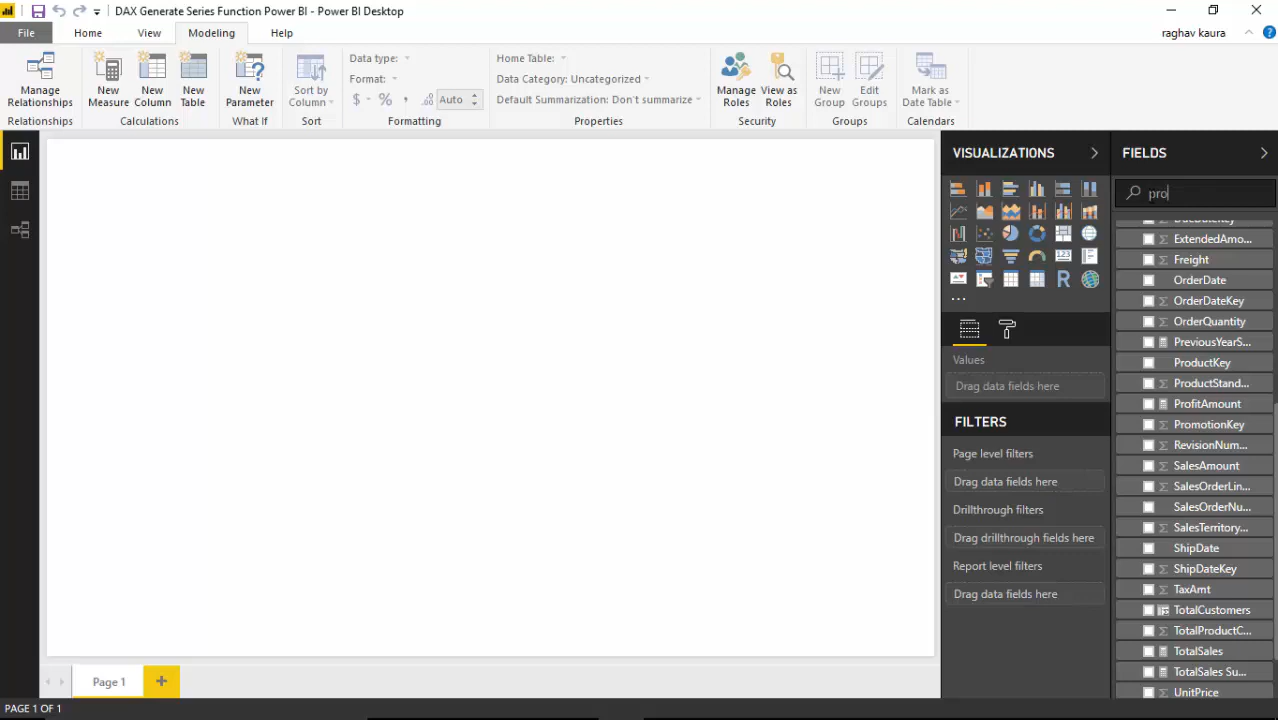 DAX Generate Series Function Power BI - Power BI Desktop
File Home View Modeling Help
raghav kaura
Manage Relationships
New Measure
New Column
New Table
New Parameter
Sort by Column
Data type:
Format:
$ % , .00 Auto
Home Table:
Data Category: Uncategorized
Default Summarization: Don't summarize
Manage Roles
View as Roles
New Group
Edit Groups
Mark as Date Table
Relationships
Calculations
What If
Sort
Formatting
Properties
Security
Groups
Calendars
VISUALIZATIONS
Values
Drag data fields here
FILTERS
Page level filters
Drag data fields here
Drillthrough filters
Drag drillthrough fields here
Report level filters
Drag data fields here
FIELDS
pro
DueDateKey
ExtendedAmo...
Freight
OrderDate
OrderDateKey
OrderQuantity
PreviousYearS...
ProductKey
ProductStand...
ProfitAmount
PromotionKey
RevisionNum...
SalesAmount
SalesOrderLin...
SalesOrderNu...
SalesTerritory...
ShipDate
ShipDateKey
TaxAmt
TotalCustomers
TotalProductC...
TotalSales
TotalSales Su...
UnitPrice
Page 1
PAGE 1 OF 1